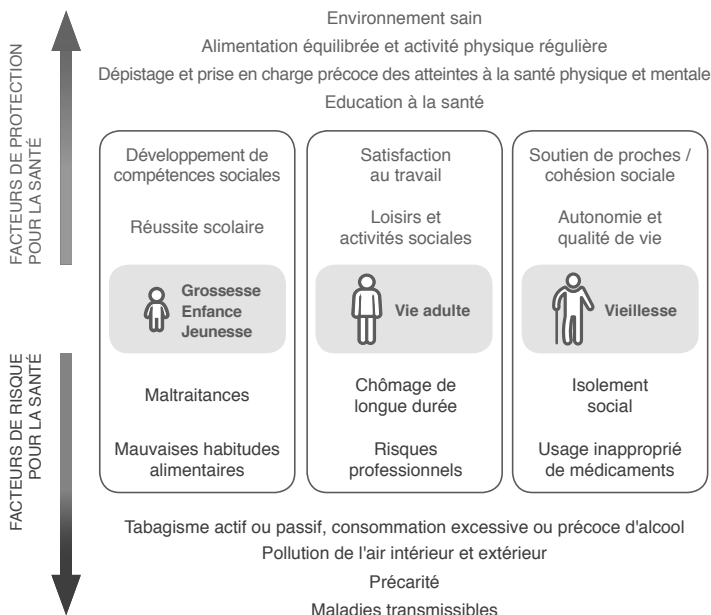 Environnement sain
Alimentation équilibrée et activité physique régulière
Dépistage et prise en charge précoce des atteintes à la santé physique et mentale
Education à la santé
FACTEURS DE PROTECTION
POUR LA SANTÉ
Développement de
compétences sociales
Réussite scolaire
Grossesse
Enfance
Jeunesse
Maltraitances
Mauvaises habitudes
alimentaires
Satisfaction
au travail
Loisirs et
activités sociales
Vie adulte
Chômage de
longue durée
Risques
professionnels
Soutien de proches /
cohésion sociale
Autonomie et
qualité de vie
Vieillesse
Isolement
social
Usage inapproprié
de médicaments
FACTEURS DE RISQUE
POUR LA SANTÉ
Tabagisme actif ou passif, consommation excessive ou précoce d'alcool
Pollution de l'air intérieur et extérieur
Précarité
Maladies transmissibles